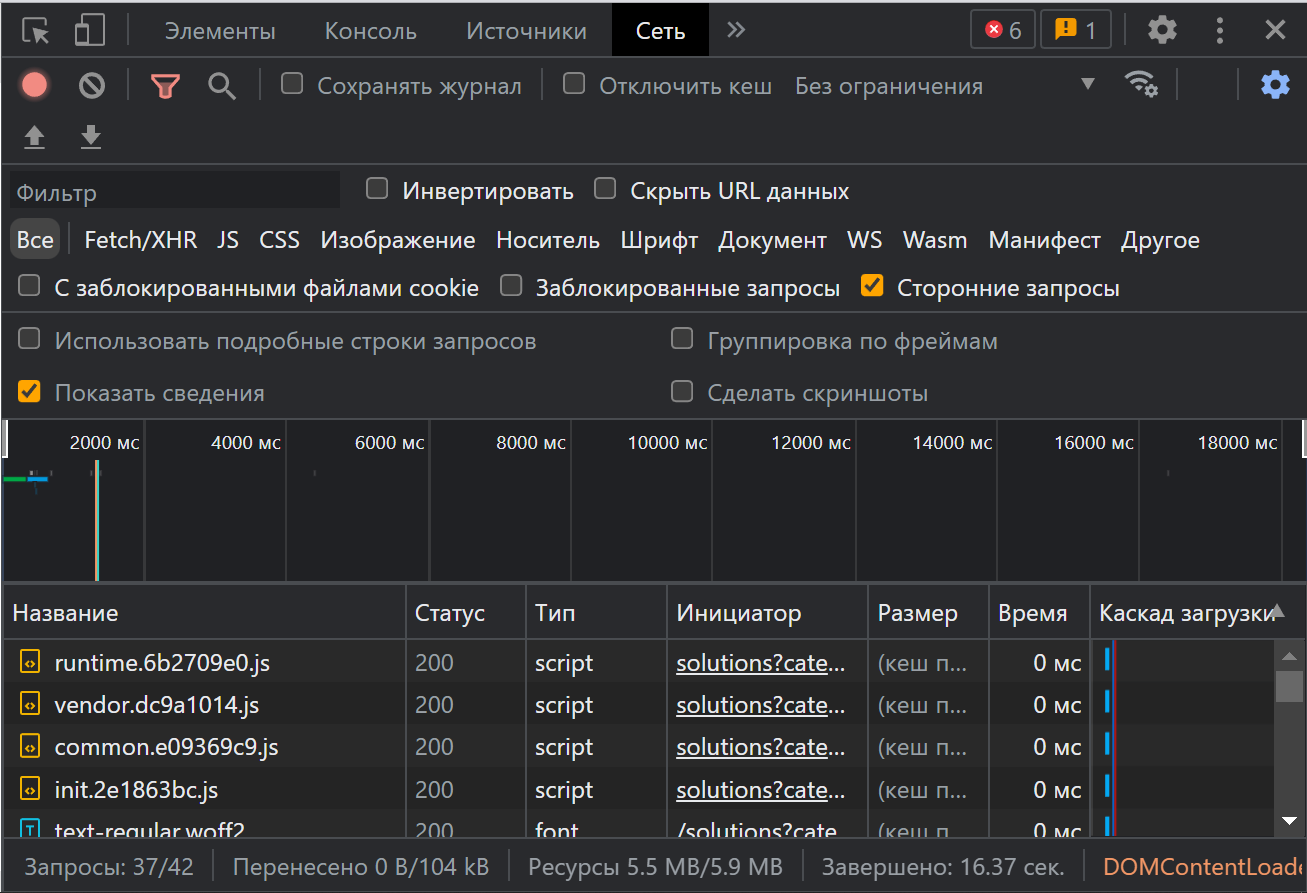 Элементы Консоль Источники Сеть 6 1
Сохранять журнал Отключить кеш Без ограничения
Фильтр Инвертировать Скрыть URL данных
Все Fetch/XHR JS CSS Изображение Носитель Шрифт Документ WS Wasm Манифест Другое
С заблокированными файлами cookie Заблокированные запросы Сторонние запросы
Использовать подробные строки запросов Группировка по фреймам
Показать сведения Сделать скриншоты
2000 мс 4000 мс 6000 мс 8000 мс 10000 мс 12000 мс 14000 мс 16000 мс 18000 мс
Название Статус Тип Инициатор Размер Время Каскад загрузки
runtime.6b2709e0.js 200 script solutions?cate... (кеш п... 0 мс
vendor.dc9a1014.js 200 script solutions?cate... (кеш п... 0 мс
common.e09369c9.js 200 script solutions?cate... (кеш п... 0 мс
init.2e1863bc.js 200 script solutions?cate... (кеш п... 0 мс
text-regular.woff2 200 font /solutions?cate (кеш п... 0 мс
Запросы: 37/42 Перенесено 0 B/104 kB Ресурсы 5.5 MB/5.9 MB Завершено: 16.37 сек. DOMContentLoade